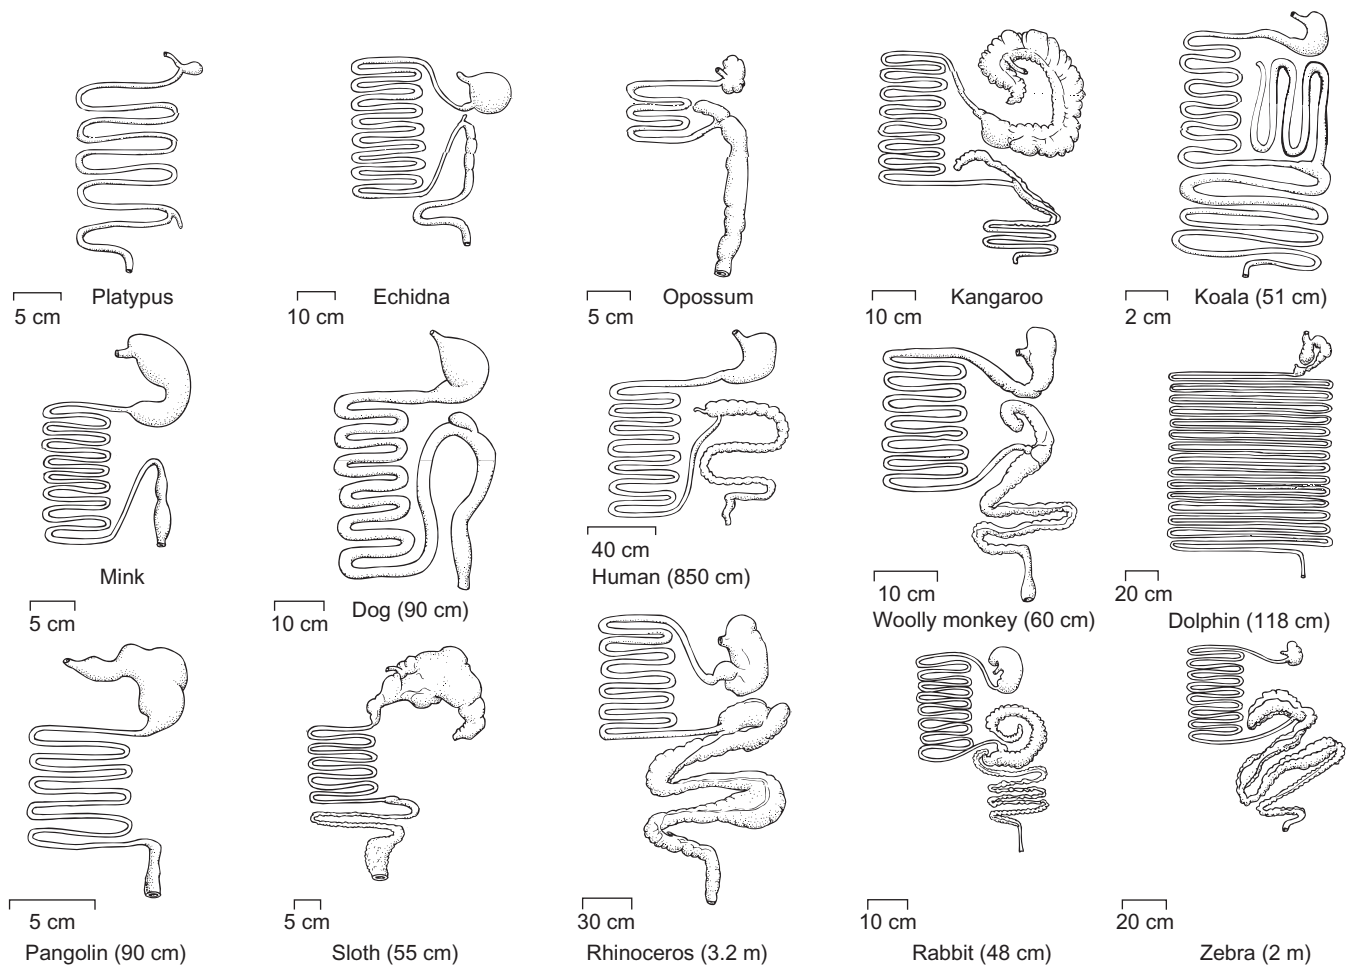 Platypus
5 cm
Echidna
10 cm
Opossum
5 cm
Kangaroo
10 cm
Koala (51 cm)
2 cm
Mink
5 cm
Dog (90 cm)
10 cm
40 cm
Human (850 cm)
10 cm
Woolly monkey (60 cm)
20 cm
Dolphin (118 cm)
5 cm
Pangolin (90 cm)
5 cm
Sloth (55 cm)
30 cm
Rhinoceros (3.2 m)
10 cm
Rabbit (48 cm)
20 cm
Zebra (2 m)